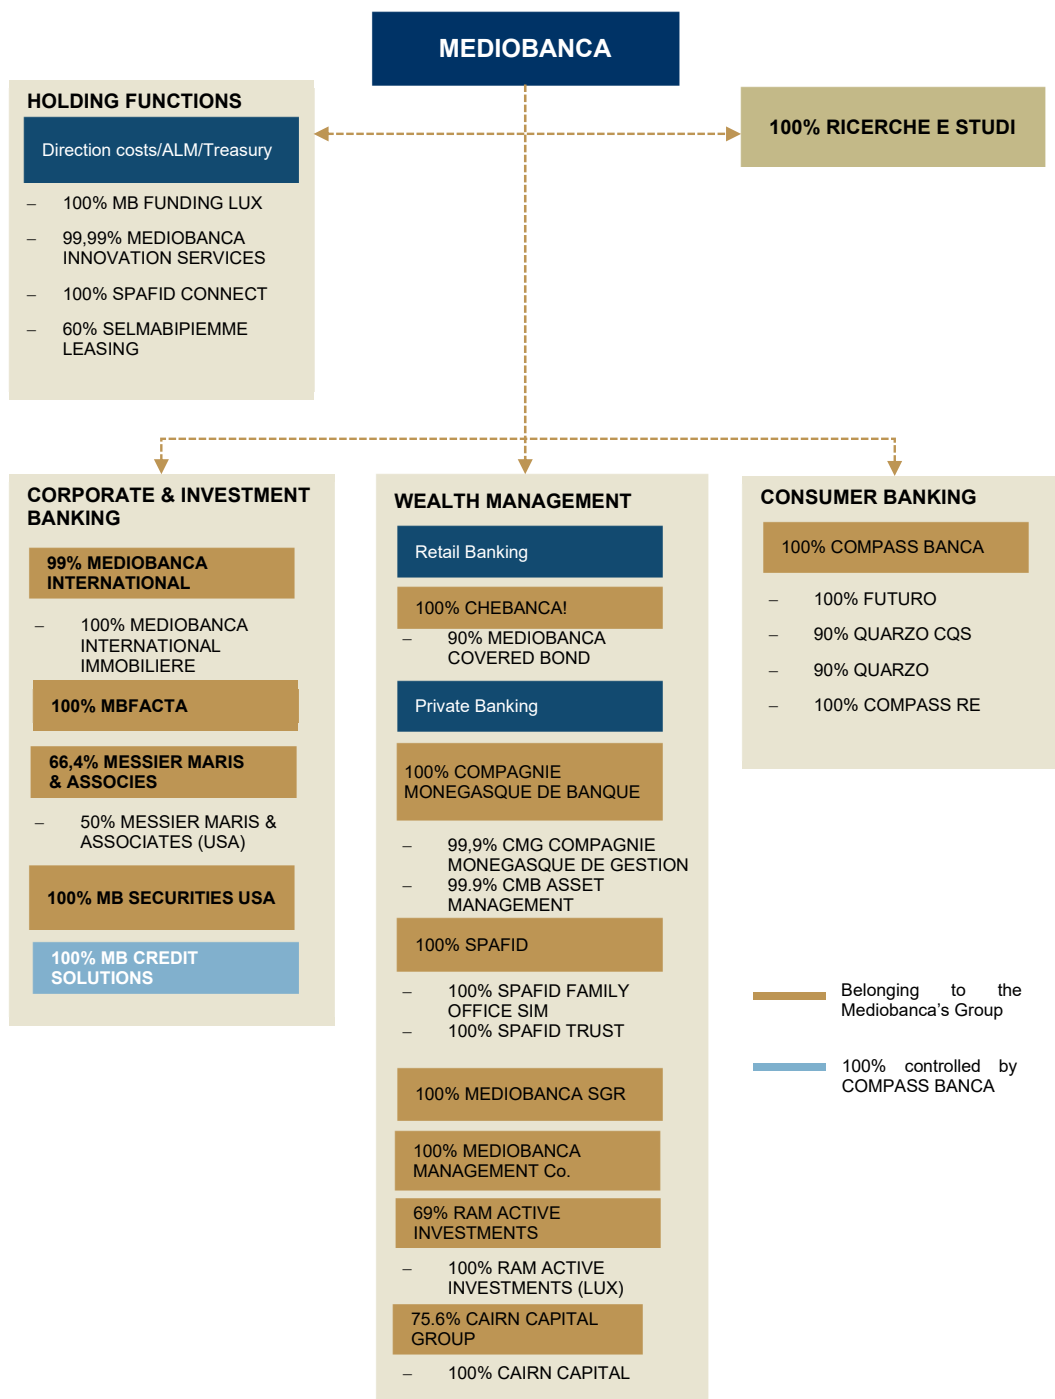 MEDIOBANCA
HOLDING FUNCTIONS
Direction costs/ALM/Treasury
– 100% MB FUNDING LUX
– 99,99% MEDIOBANCA
INNOVATION SERVICES
– 100% SPAFID CONNECT
– 60% SELMABIPIEMME
LEASING
100% RICERCHE E STUDI
CORPORATE & INVESTMENT
BANKING
99% MEDIOBANCA
INTERNATIONAL
– 100% MEDIOBANCA
INTERNATIONAL
IMMOBILIERE
100% MBFACTA
66,4% MESSIER MARIS
& ASSOCIES
– 50% MESSIER MARIS &
ASSOCIATES (USA)
100% MB SECURITIES USA
100% MB CREDIT
SOLUTIONS
WEALTH MANAGEMENT
Retail Banking
100% CHEBANCA!
– 90% MEDIOBANCA
COVERED BOND
Private Banking
100% COMPAGNIE
MONEGASQUE DE BANQUE
– 99,9% CMG COMPAGNIE
MONEGASQUE DE GESTION
– 99.9% CMB ASSET
MANAGEMENT
100% SPAFID
– 100% SPAFID FAMILY
OFFICE SIM
– 100% SPAFID TRUST
100% MEDIOBANCA SGR
100% MEDIOBANCA
MANAGEMENT Co.
69% RAM ACTIVE
INVESTMENTS
– 100% RAM ACTIVE
INVESTMENTS (LUX)
75.6% CAIRN CAPITAL
GROUP
– 100% CAIRN CAPITAL
CONSUMER BANKING
100% COMPASS BANCA
– 100% FUTURO
– 90% QUARZO CQS
– 90% QUARZO
– 100% COMPASS RE
Belonging to the
Mediobanca's Group
100% controlled by
COMPASS BANCA